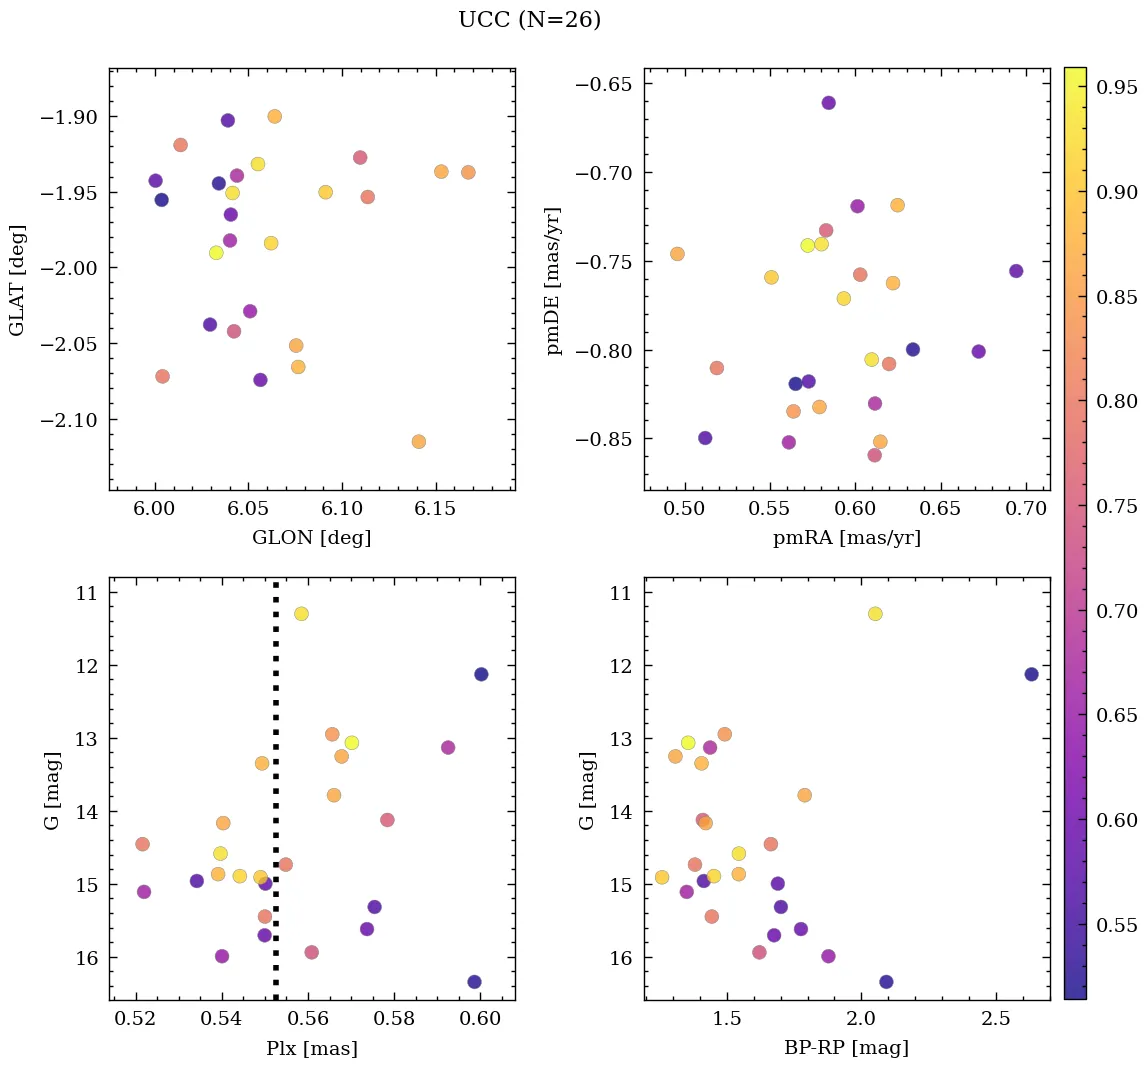 UCC (N=26)
−1.90
−1.95
−2.00
−2.05
−2.10
GLAT [deg]
6.00 6.05 6.10 6.15
GLON [deg]
−0.65
−0.70
−0.75
−0.80
−0.85
pmDE [mas/yr]
0.50 0.55 0.60 0.65 0.70
pmRA [mas/yr]
11
12
13
14
15
16
G [mag]
0.52 0.54 0.56 0.58 0.60
Plx [mas]
11
12
13
14
15
16
G [mag]
1.5 2.0 2.5
BP-RP [mag]
0.95
0.90
0.85
0.80
0.75
0.70
0.65
0.60
0.55